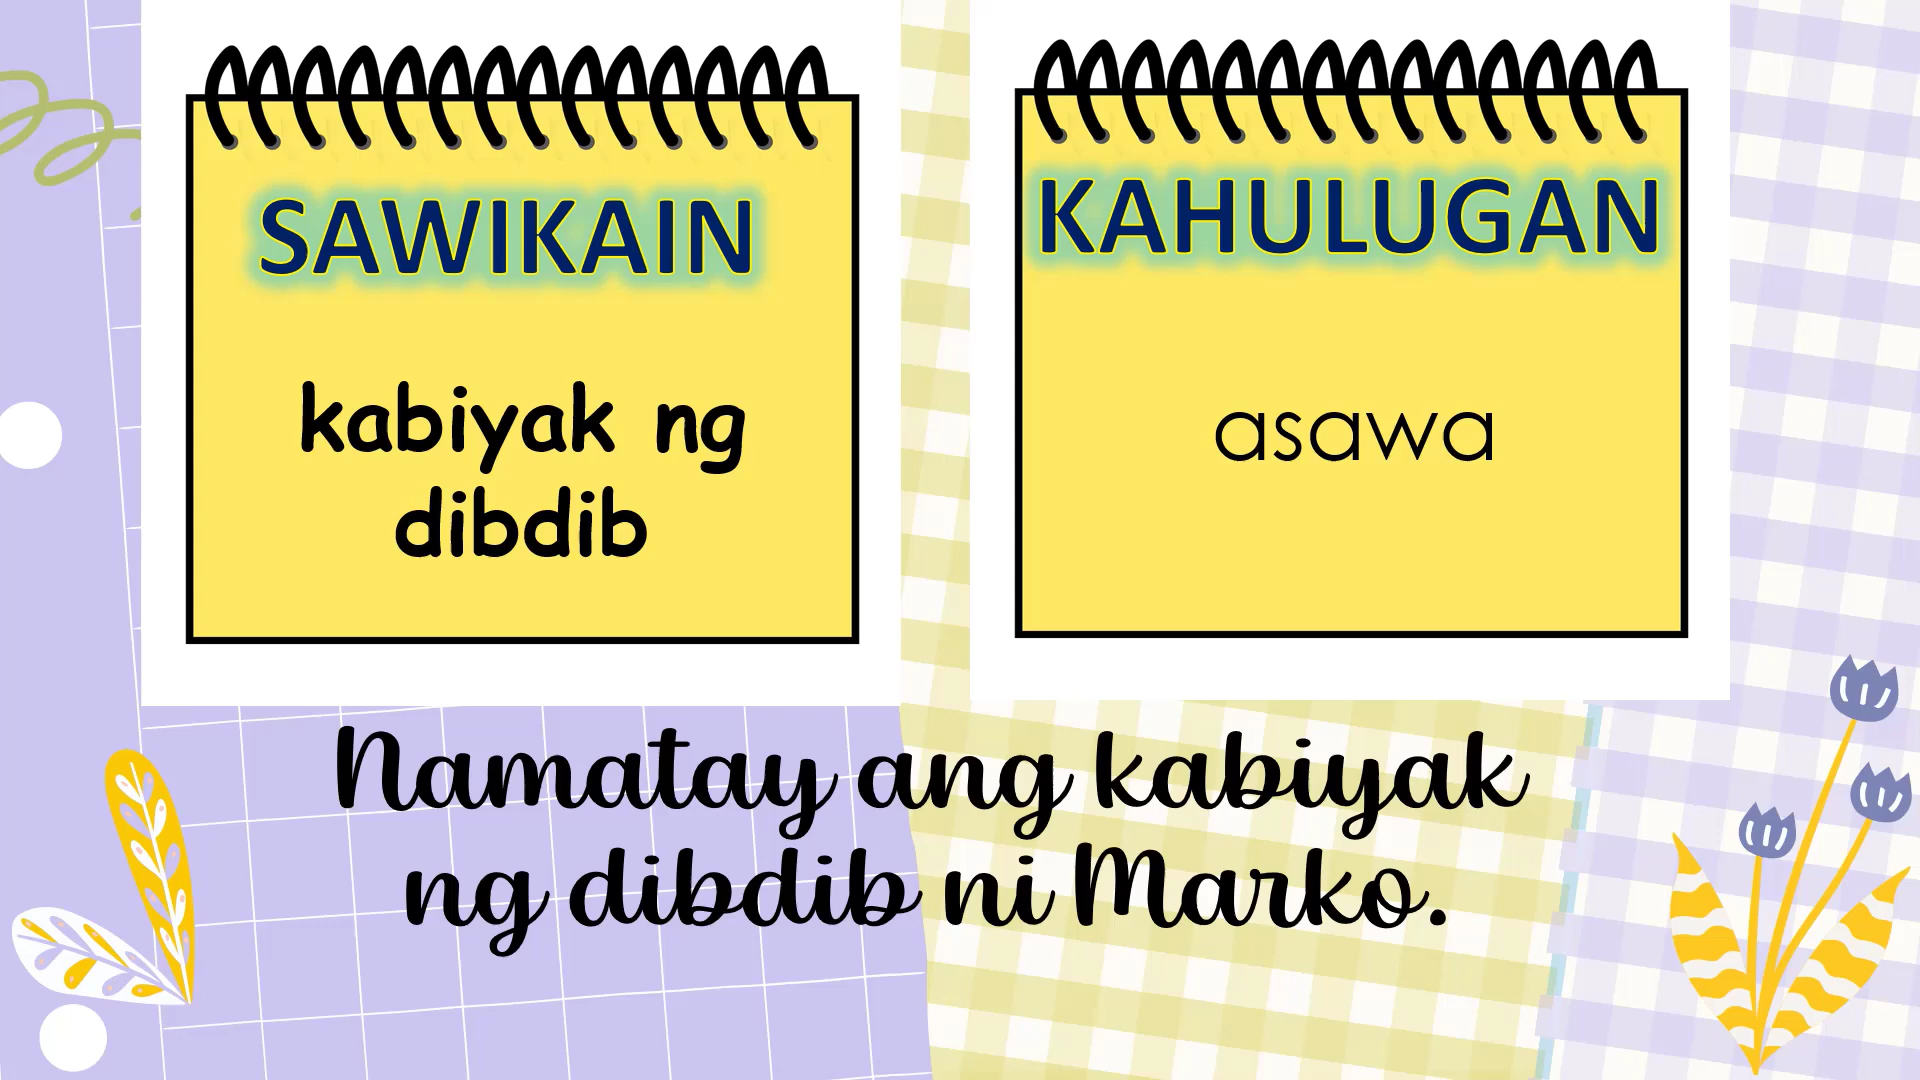 SAWIKAIN
kabiyak ng
dibdib
KAHULUGAN
asawa
Namatay ang kabiyak
ng dibdib ni Marko.